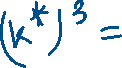 (k*)³ =